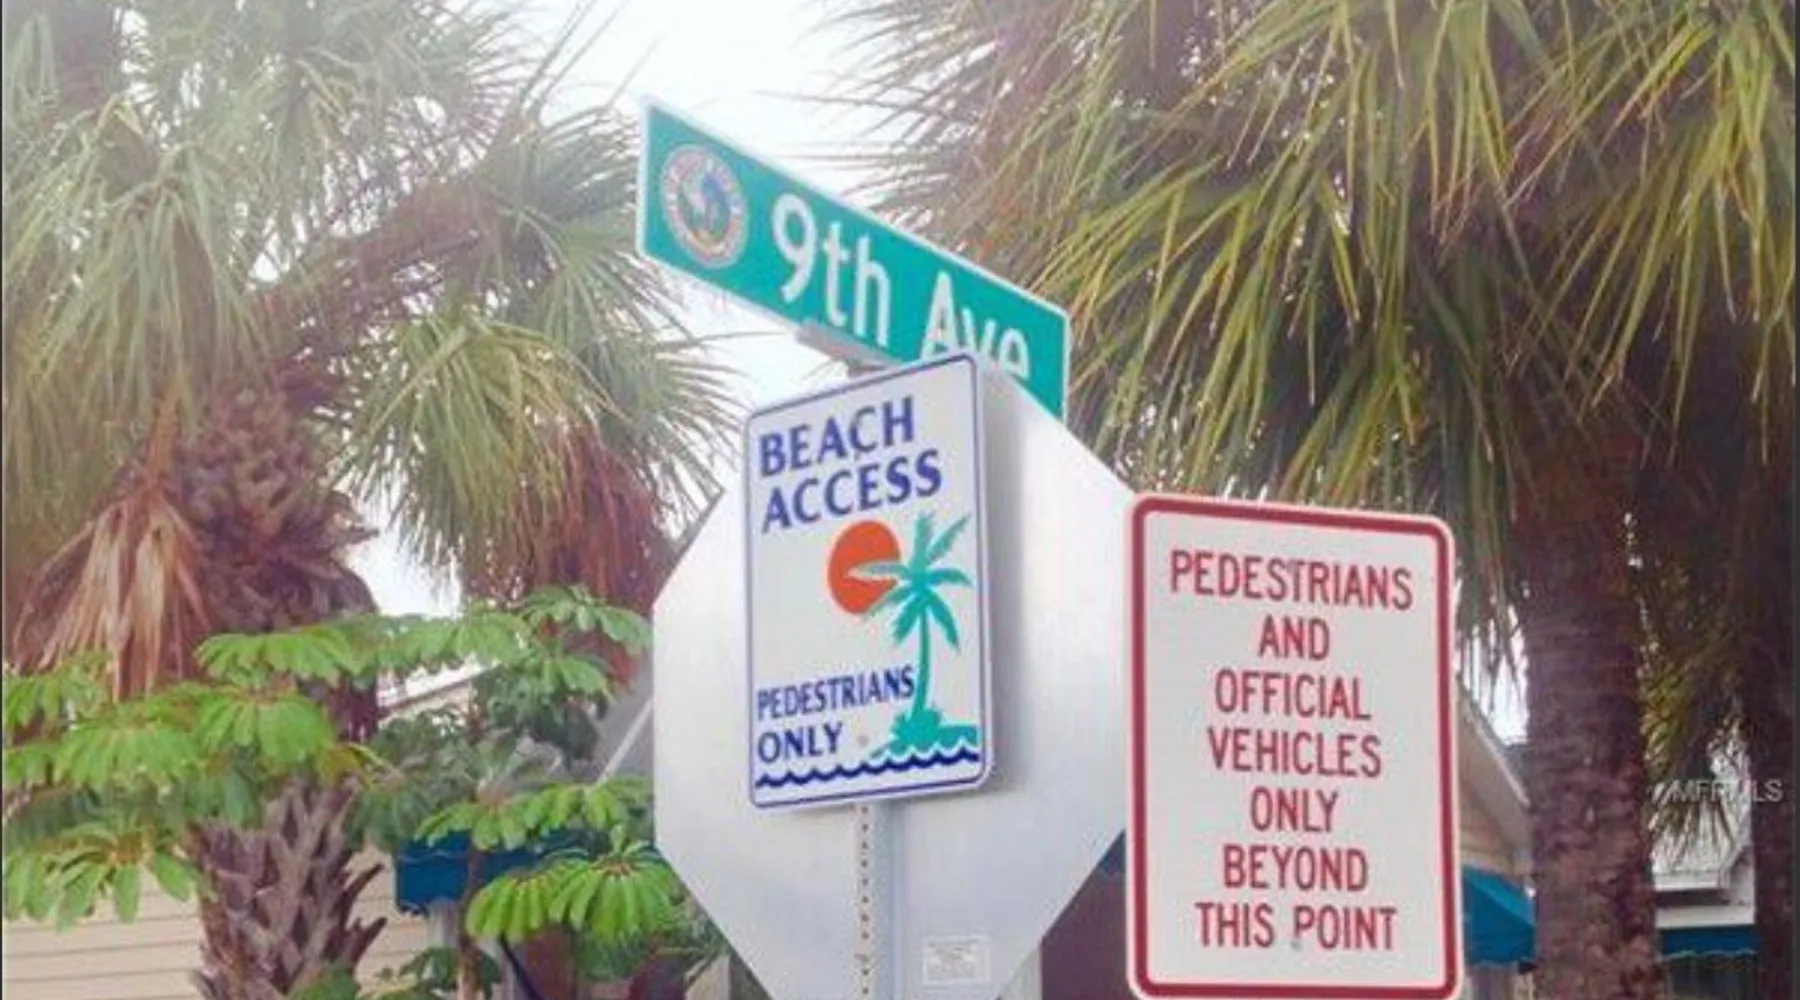 9th Ave
BEACH
ACCESS
PEDESTRIANS
ONLY
PEDESTRIANS
AND
OFFICIAL
VEHICLES
ONLY
BEYOND
THIS POINT